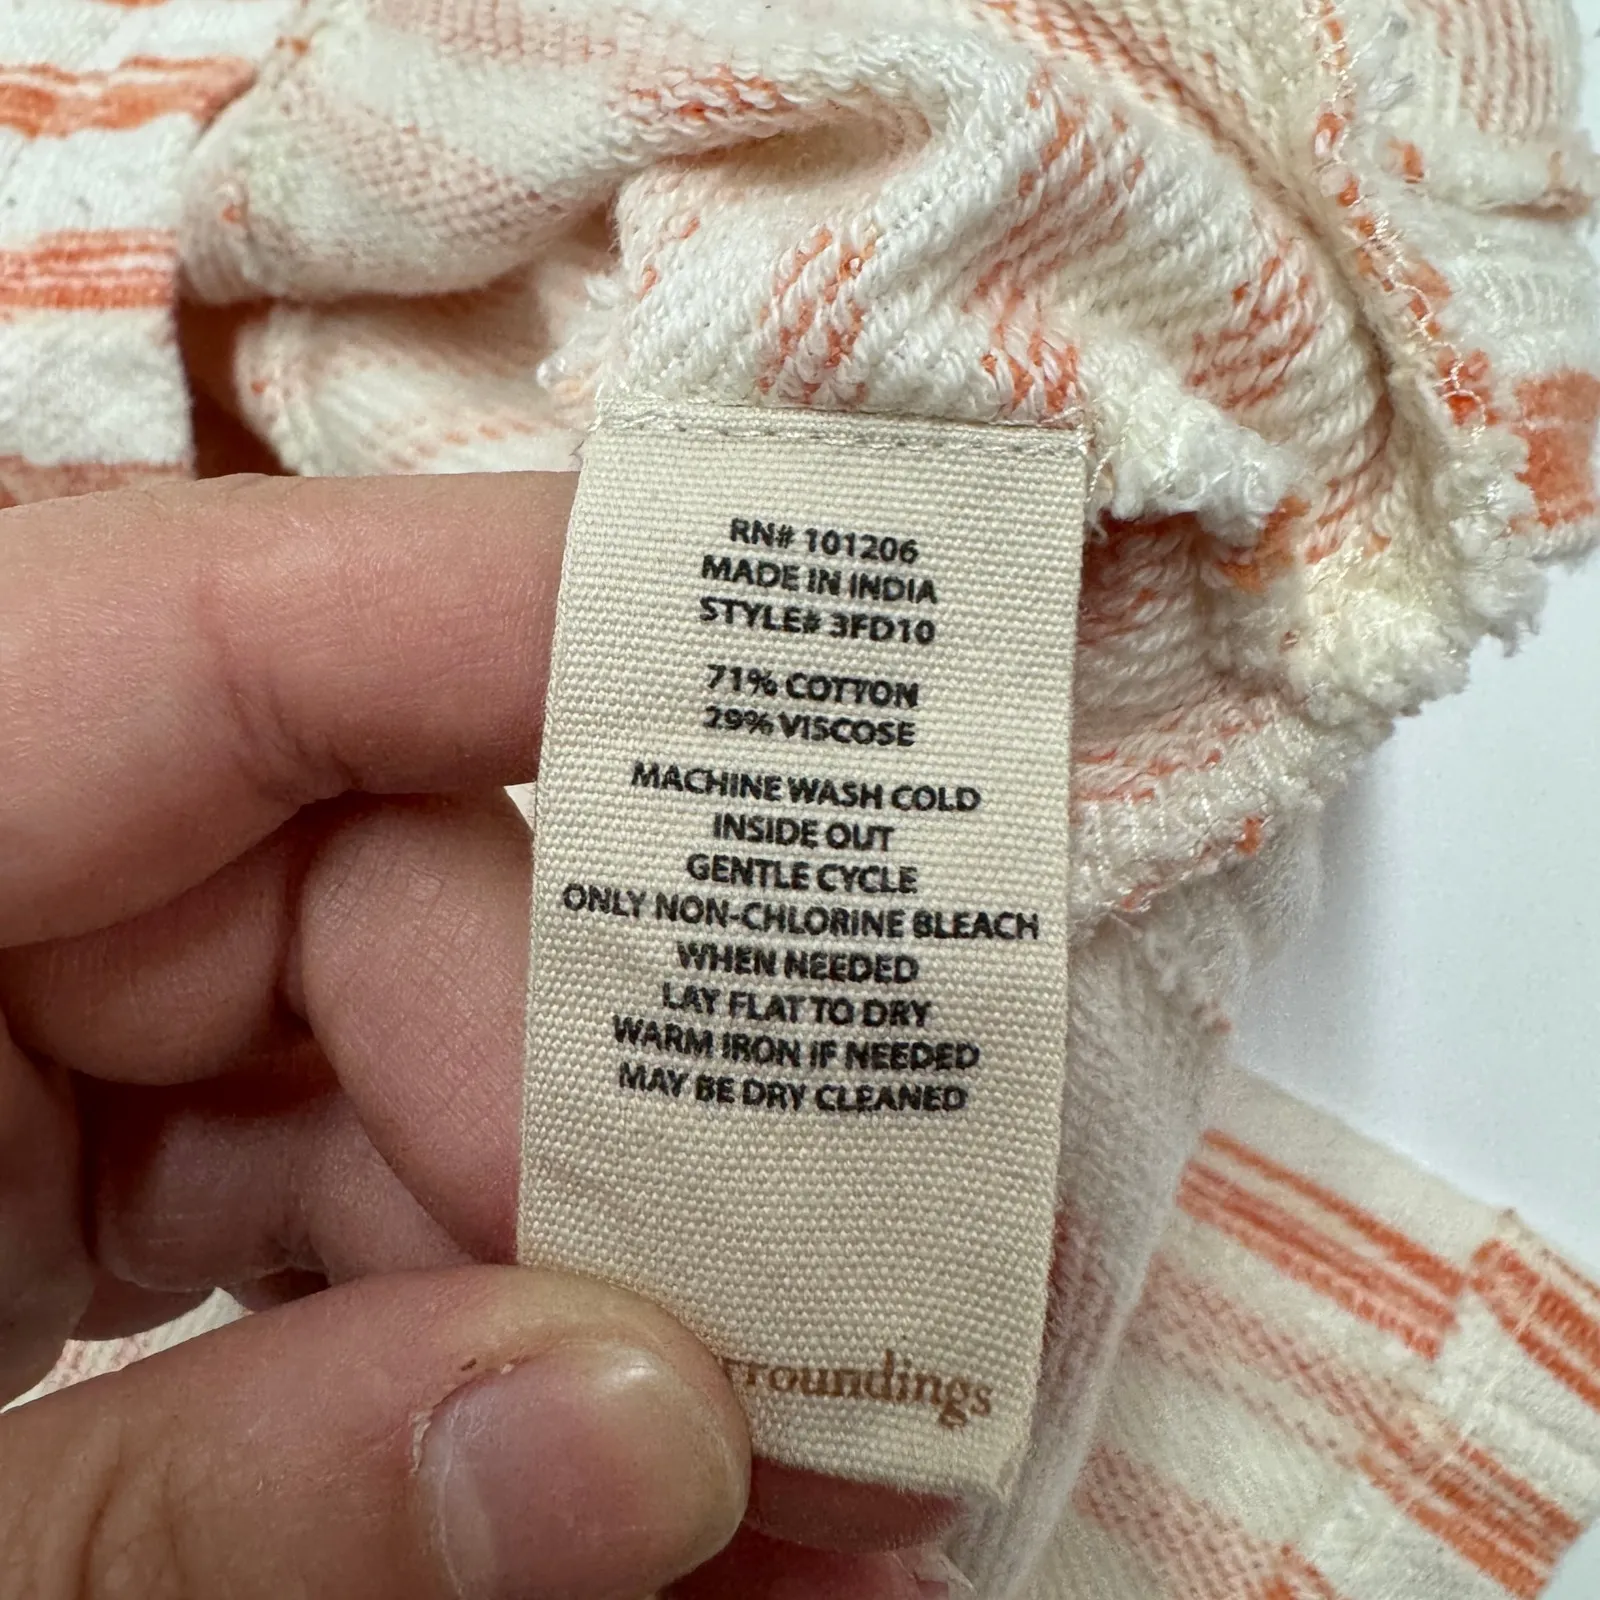 RN# 101206
MADE IN INDIA
STYLE# 3FD10
71% COTTON
29% VISCOSE
MACHINE WASH COLD
INSIDE OUT
GENTLE CYCLE
ONLY NON-CHLORINE BLEACH
WHEN NEEDED
LAY FLAT TO DRY
WARM IRON IF NEEDED
MAY BE DRY CLEANED
roundings